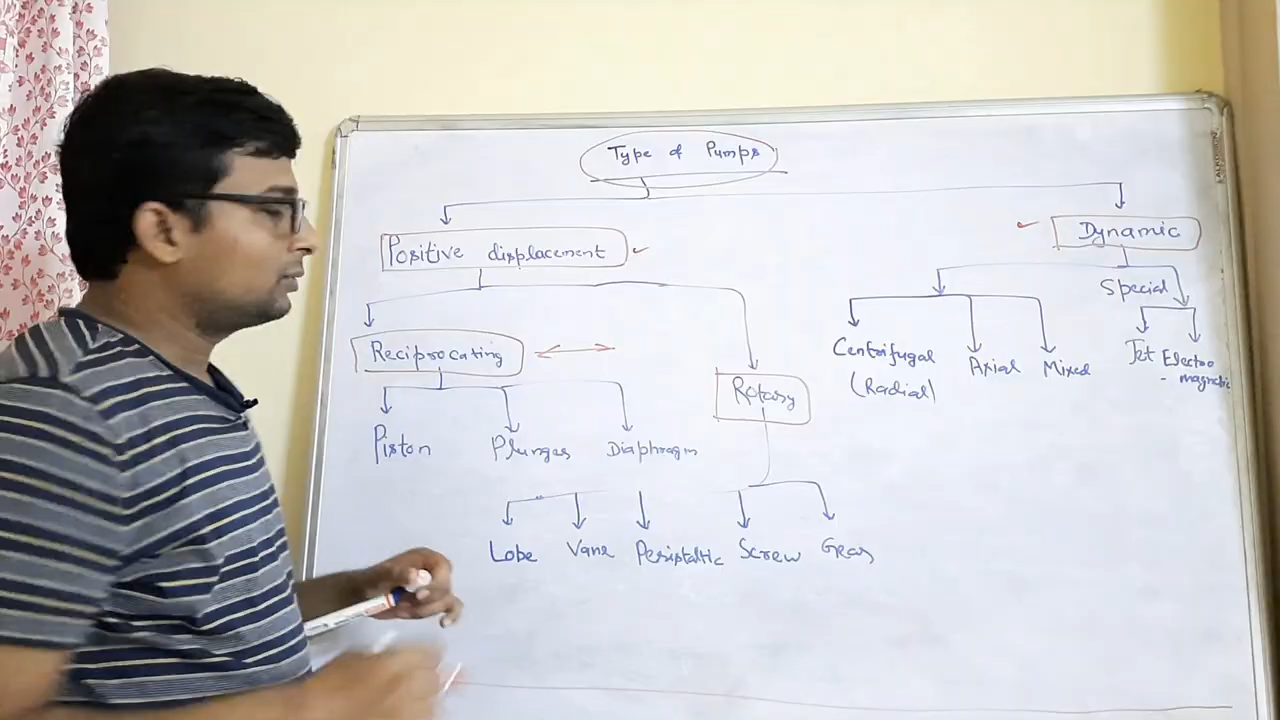 Type of Pumps
Positive displacement
Dynamic
Special
Reciprocating
Centrifugal
(Radial)
Axial
Mixed
Jet
Electro
- magnetic
Rotary
Piston
Plunger
Diaphragm
Lobe
Vane
Peristaltic
Screw
Gear